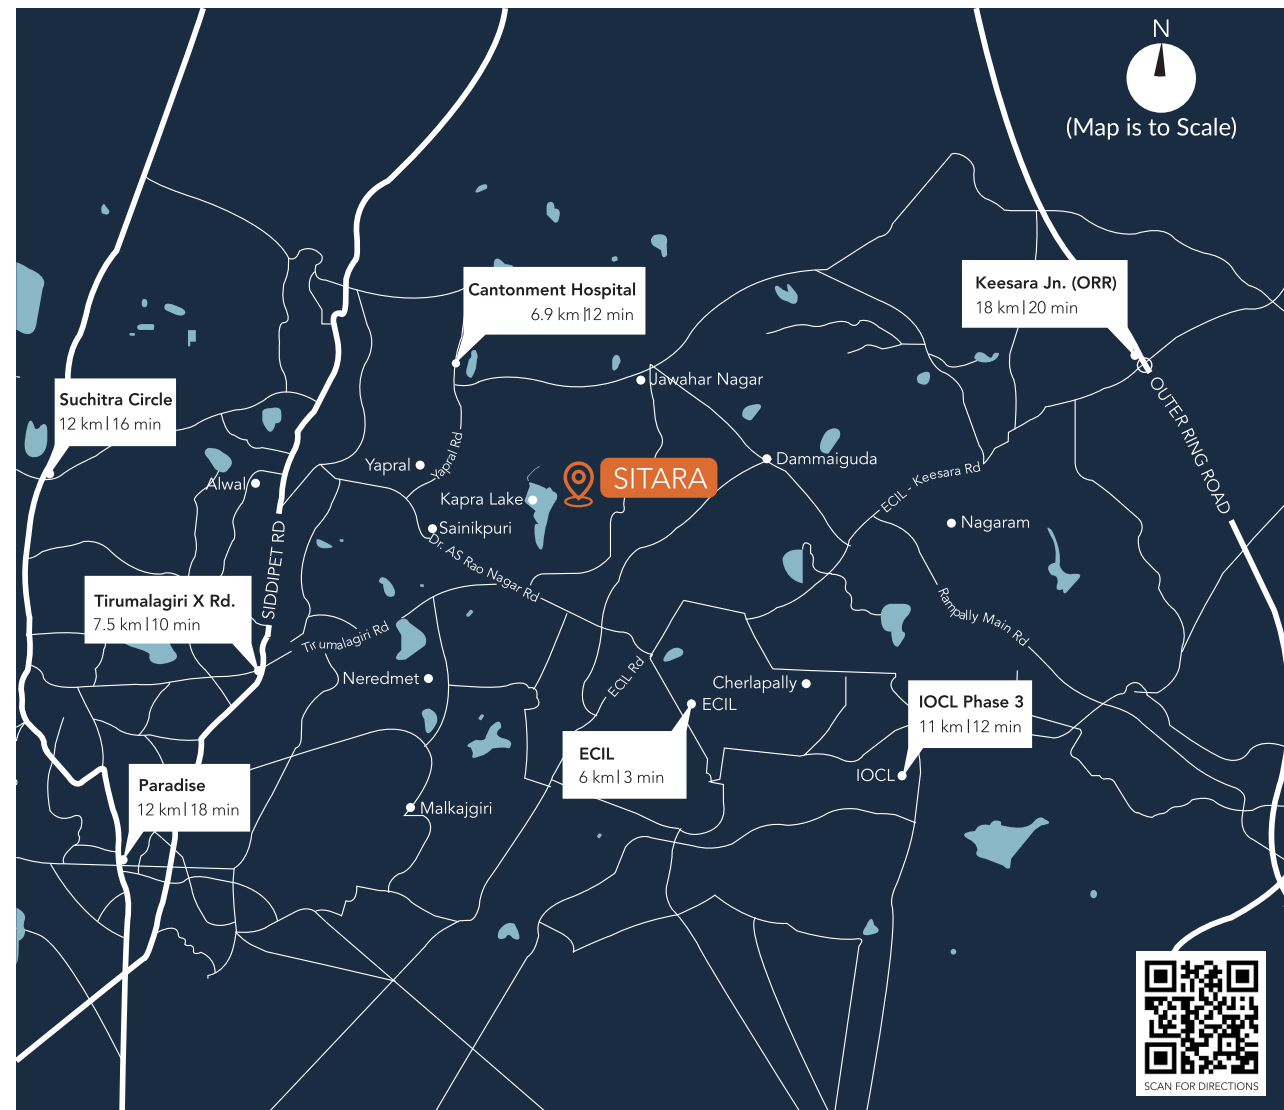 N
(Map is to Scale)
Cantonment Hospital
6.9 km|12 min
Keesara Jn. (ORR)
18 km|20 min
Suchitra Circle
12 km|16 min
Jawahar Nagar
OUTER RING ROAD
Yapral
Yapral Rd
Dammaiguda
SITARA
Alwal
Kapra Lake
ECIL - Keesara Rd
Sainikpuri
Nagaram
SIDDIPET RD
Dr. AS Rao Nagar Rd
Tirumalagiri X Rd.
7.5 km|10 min
Rampally Main Rd
Tirumalagiri Rd
Neredmet
ECIL Rd
Cherlapally
ECIL
IOCL Phase 3
11 km|12 min
ECIL
6 km|3 min
IOCL
Paradise
12 km|18 min
Malkajgiri
SCAN FOR DIRECTIONS